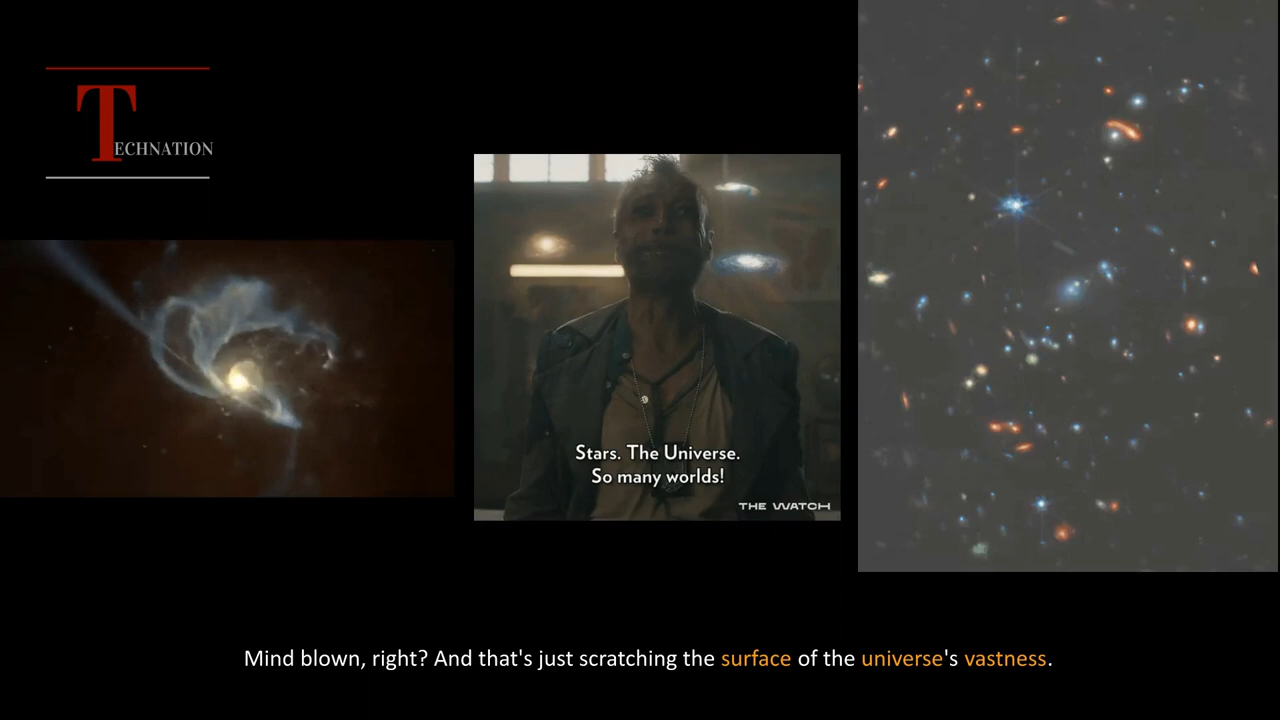 TECHNATION
Stars. The Universe.
So many worlds!
THE WATCH
Mind blown, right? And that's just scratching the surface of the universe's vastness.